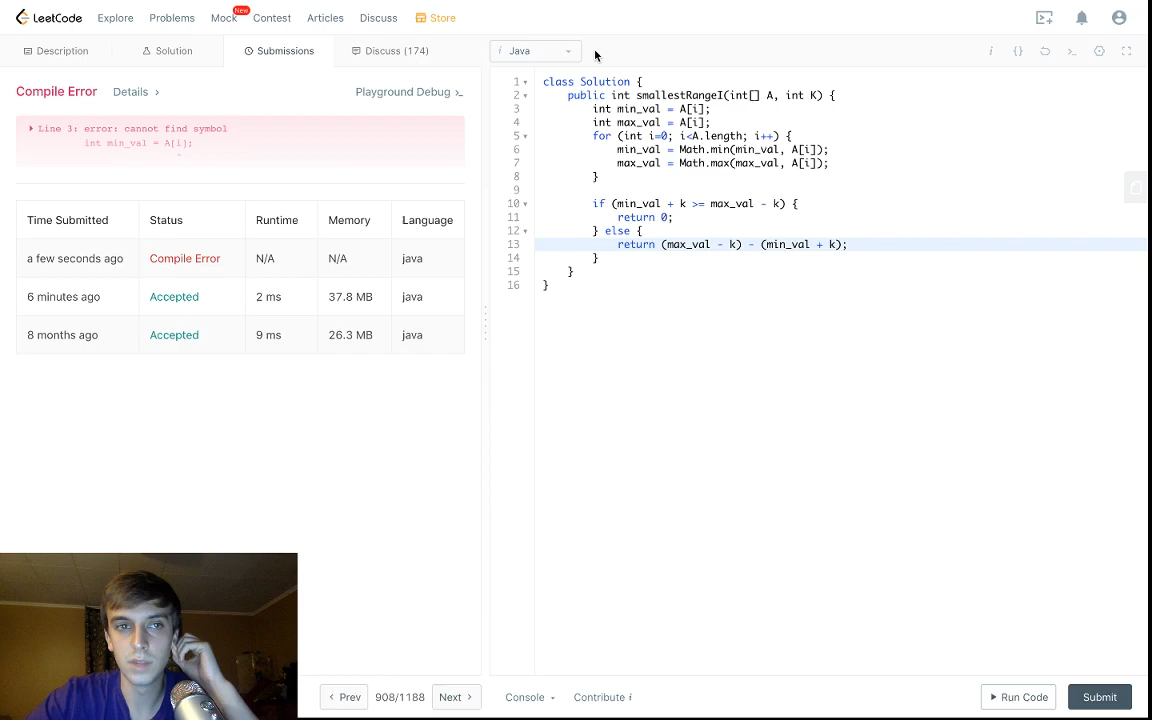 LeetCode Explore Problems Mock New Contest Articles Discuss Store
Description Solution Submissions Discuss (174) i Java
Compile Error Details › Playground Debug >_
Line 3: error: cannot find symbol
int min_val = A[i];
^
Time Submitted Status Runtime Memory Language
a few seconds ago Compile Error N/A N/A java
6 minutes ago Accepted 2 ms 37.8 MB java
8 months ago Accepted 9 ms 26.3 MB java
1 class Solution {
2 public int smallestRangeI(int[] A, int K) {
3 int min_val = A[i];
4 int max_val = A[i];
5 for (int i=0; i<A.length; i++) {
6 min_val = Math.min(min_val, A[i]);
7 max_val = Math.max(max_val, A[i]);
8 }
9
10 if (min_val + k >= max_val - k) {
11 return 0;
12 } else {
13 return (max_val - k) - (min_val + k);
14 }
15 }
16 }
‹ Prev 908/1188 Next › Console Contribute i Run Code Submit